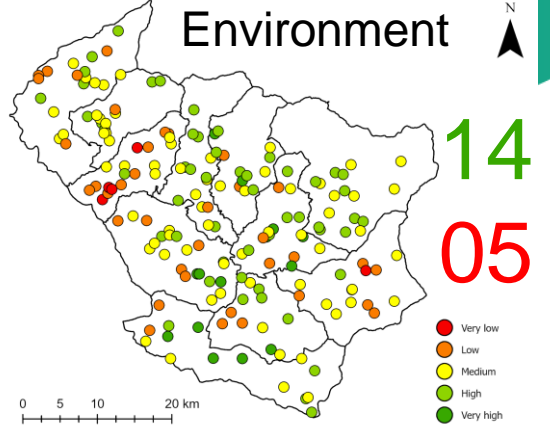 Environment
N
14
05
Very low
Low
Medium
High
Very high
0 5 10 20 km